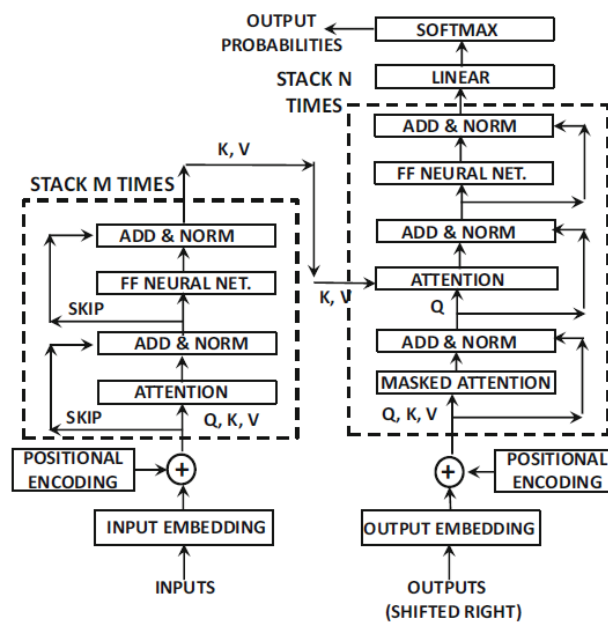 OUTPUT
PROBABILITIES
SOFTMAX
STACK N
TIMES
LINEAR
ADD & NORM
FF NEURAL NET.
ADD & NORM
K, V
ATTENTION
Q
ADD & NORM
MASKED ATTENTION
Q, K, V
POSITIONAL
ENCODING
+
OUTPUT EMBEDDING
OUTPUTS
(SHIFTED RIGHT)
K, V
STACK M TIMES
ADD & NORM
FF NEURAL NET.
SKIP
ADD & NORM
ATTENTION
SKIP
Q, K, V
POSITIONAL
ENCODING
+
INPUT EMBEDDING
INPUTS